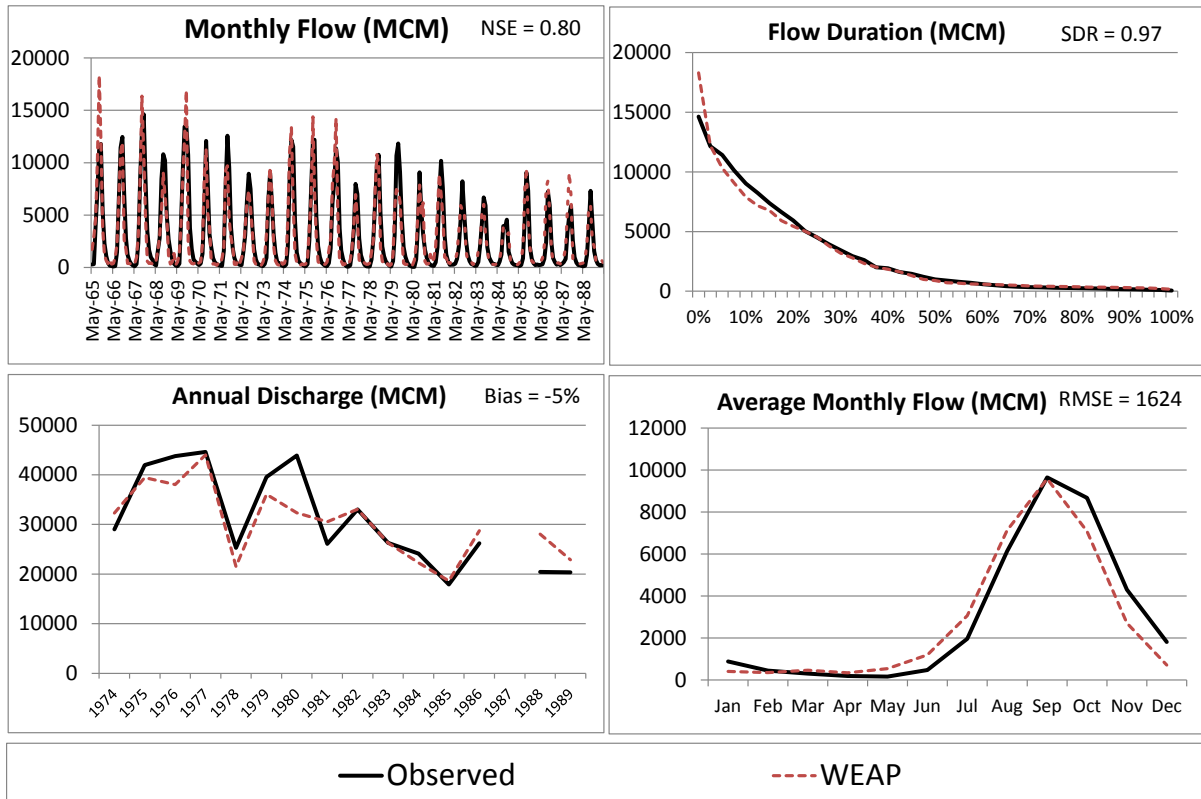 Monthly Flow (MCM) NSE = 0.80
20000
15000
10000
5000
0
May-65 May-66 May-67 May-68 May-69 May-70 May-71 May-72 May-73 May-74 May-75 May-76 May-77 May-78 May-79 May-80 May-81 May-82 May-83 May-84 May-85 May-86 May-87 May-88
Flow Duration (MCM) SDR = 0.97
20000
15000
10000
5000
0
0% 10% 20% 30% 40% 50% 60% 70% 80% 90% 100%
Annual Discharge (MCM) Bias = -5%
50000
40000
30000
20000
10000
0
1974 1975 1976 1977 1978 1979 1980 1981 1982 1983 1984 1985 1986 1987 1988 1989
Average Monthly Flow (MCM) RMSE = 1624
12000
10000
8000
6000
4000
2000
0
Jan Feb Mar Apr May Jun Jul Aug Sep Oct Nov Dec
Observed WEAP